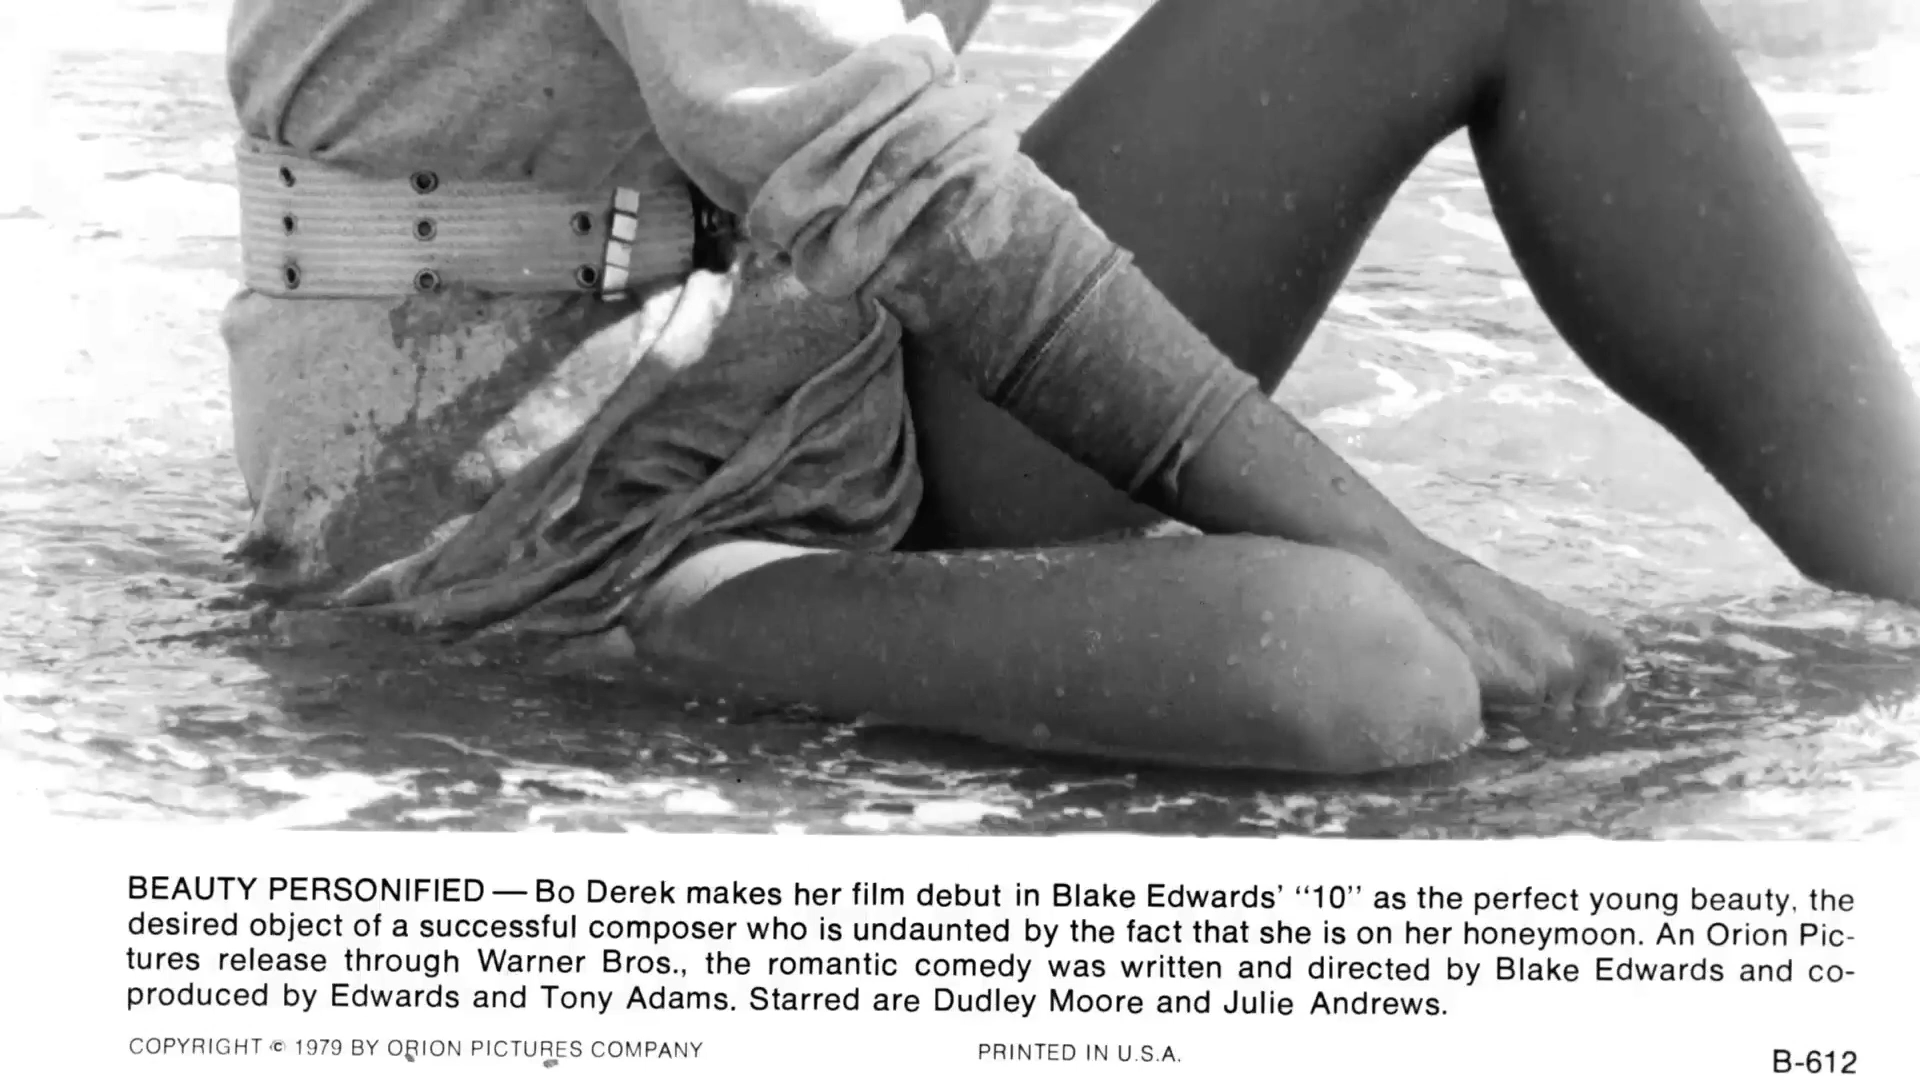 BEAUTY PERSONIFIED — Bo Derek makes her film debut in Blake Edwards' "10" as the perfect young beauty, the
desired object of a successful composer who is undaunted by the fact that she is on her honeymoon. An Orion Pic-
tures release through Warner Bros., the romantic comedy was written and directed by Blake Edwards and co-
produced by Edwards and Tony Adams. Starred are Dudley Moore and Julie Andrews.
COPYRIGHT © 1979 BY ORION PICTURES COMPANY
PRINTED IN U.S.A.
B-612